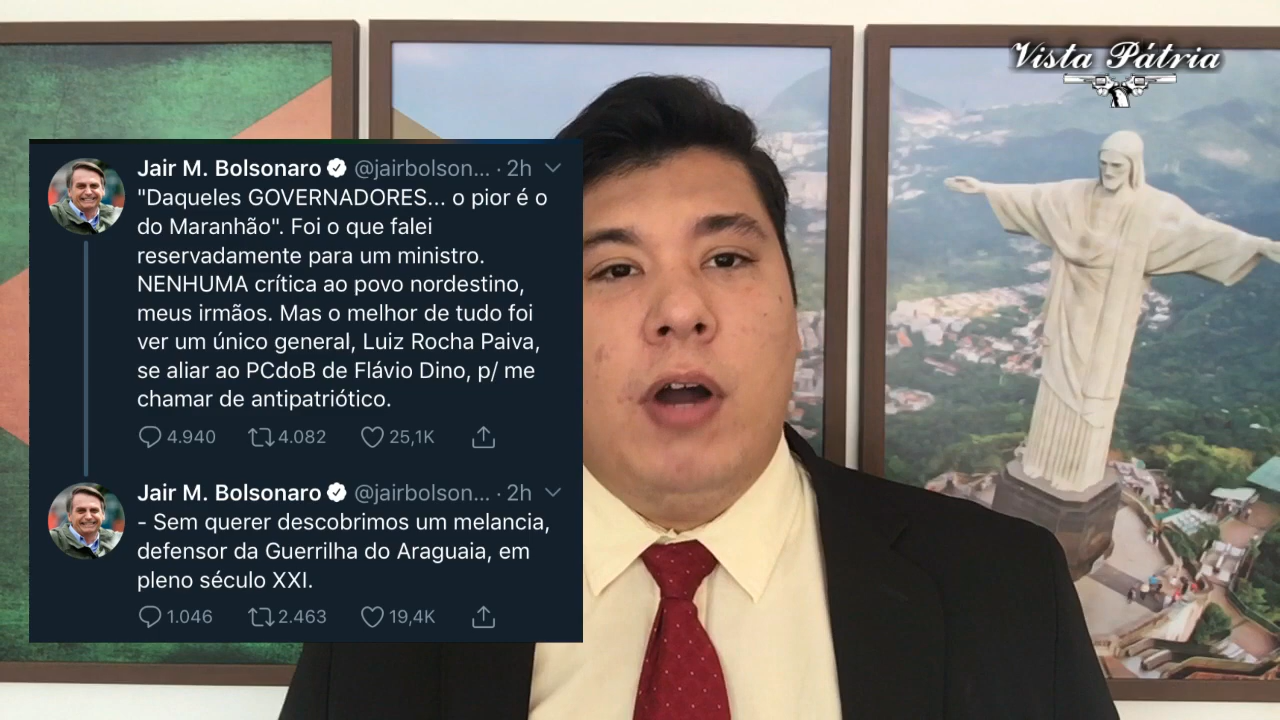 Vista Pátria
Jair M. Bolsonaro @jairbolson... · 2h
"Daqueles GOVERNADORES... o pior é o
do Maranhão". Foi o que falei
reservadamente para um ministro.
NENHUMA crítica ao povo nordestino,
meus irmãos. Mas o melhor de tudo foi
ver um único general, Luiz Rocha Paiva,
se aliar ao PCdoB de Flávio Dino, p/ me
chamar de antipatriótico.
4.940 4.082 25,1K
Jair M. Bolsonaro @jairbolson... · 2h
- Sem querer descobrimos um melancia,
defensor da Guerrilha do Araguaia, em
pleno século XXI.
1.046 2.463 19,4K